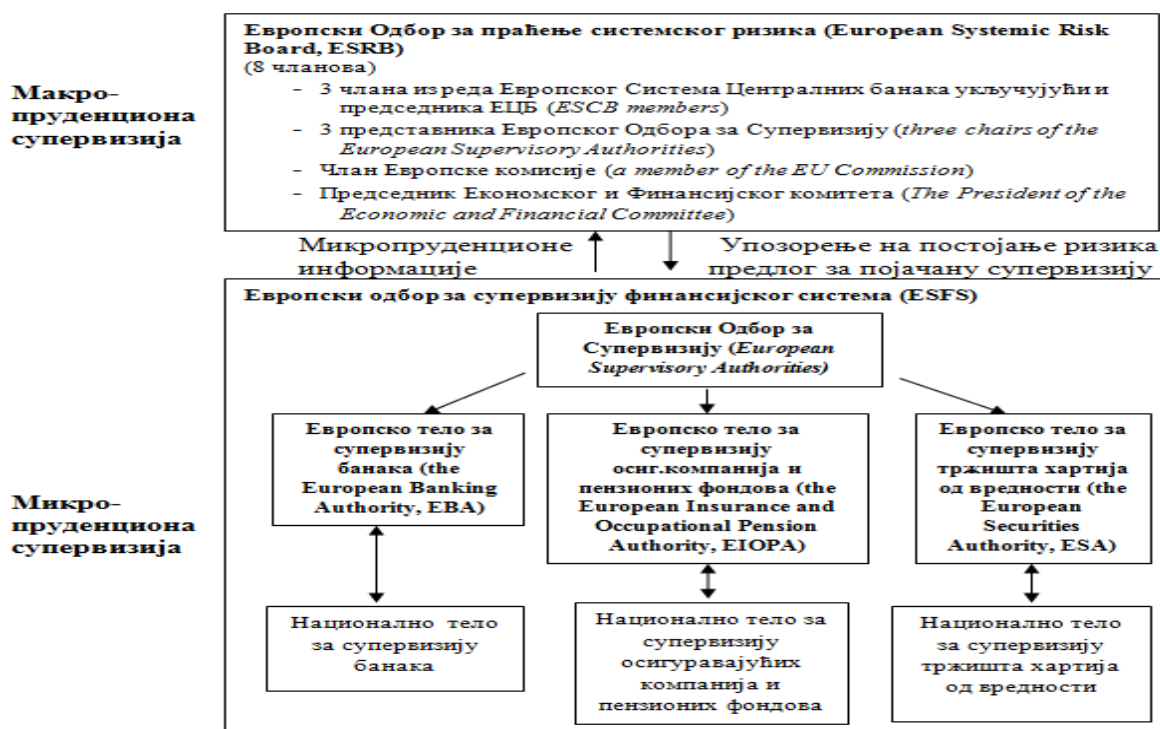 Европски Одбор за праћење системског ризика (European Systemic Risk
Board, ESRB)
(8 чланова)
Макро-
пруденциона
супервизија
- 3 члана из реда Европског Система Централних банака укључујући и
председника ЕЦБ (ESCB members)
- 3 представника Европског Одбора за Супервизију (three chairs of the
European Supervisory Authorities)
- Члан Европске комисије (a member of the EU Commission)
- Председник Економског и Финансијског комитета (The President of the
Economic and Financial Committee)
Микропруденционе
информације
Упозорење на постојање ризика
предлог за појачану супервизију
Европски одбор за супервизију финансијског система (ESFS)
Европски Одбор за
Супервизију (European
Supervisory Authorities)
Микро-
пруденциона
супервизија
Европско тело за
супервизију
банака (the
European Banking
Authority, EBA)
Европско тело за
супервизију
осиг.компанија и
пензионих фондова (the
European Insurance and
Occupational Pension
Authority, EIOPA)
Европско тело за
супервизију
тржишта хартија
од вредности (the
European
Securities
Authority, ESA)
Национално тело
за супервизију
банака
Национално тело за
супервизију
осигуравајућих
компанија и
пензионих фондова
Национално тело
за супервизију
тржишта хартија
од вредности